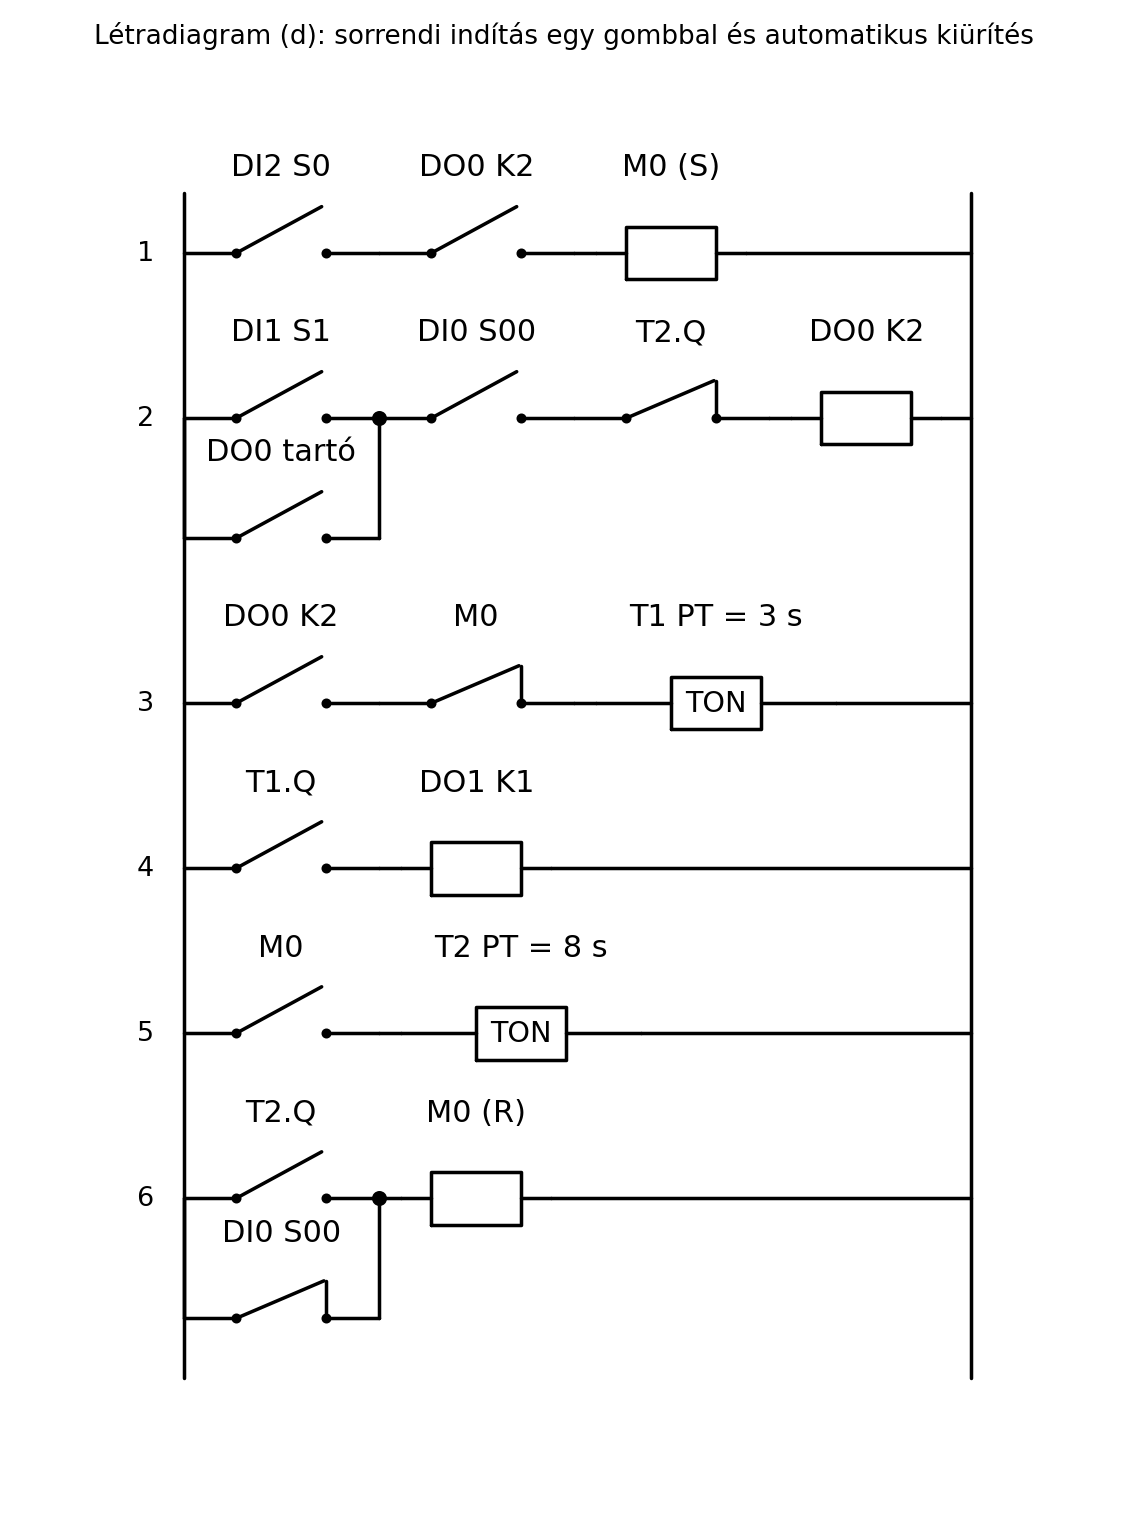 Létradiagram (d): sorrendi indítás egy gombbal és automatikus kiürítés
DI2 S0 DO0 K2 M0 (S)
1
DI1 S1 DI0 S00 T2.Q DO0 K2
2
DO0 tartó
DO0 K2 M0 T1 PT = 3 s
3 TON
T1.Q DO1 K1
4
M0 T2 PT = 8 s
5 TON
T2.Q M0 (R)
6
DI0 S00